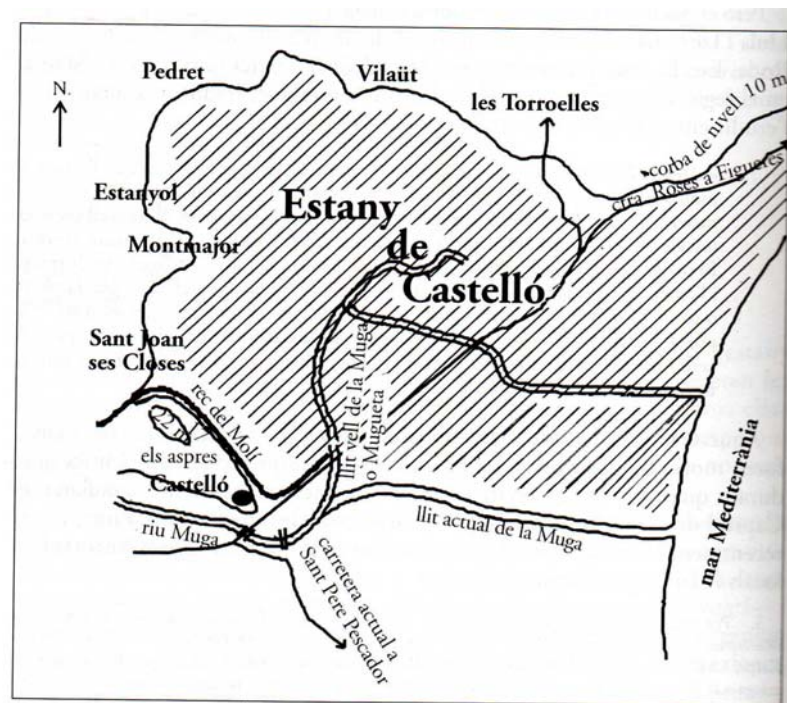 Pedret
Vilaüt
N.
les Torroelles
corba de nivell 10 m
ctra. Roses a Figueres
Estanyol
Estany
de
Castelló
Montmajor
Sant Joan
ses Closes
rec del Molí
22 m
els aspres
Castelló
llit vell de la Muga
o Mugueta
riu Muga
llit actual de la Muga
carretera actual a
Sant Pere Pescador
mar Mediterrània